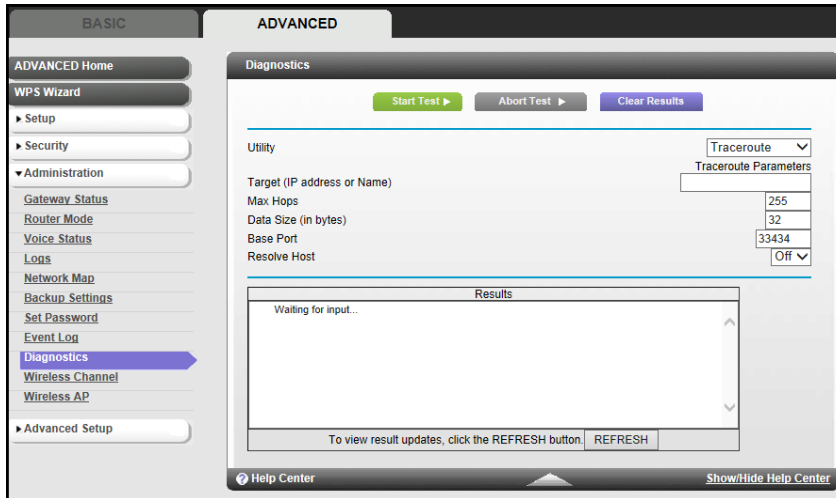 BASIC
ADVANCED
ADVANCED Home
WPS Wizard
Setup
Security
Administration
Gateway Status
Router Mode
Voice Status
Logs
Network Map
Backup Settings
Set Password
Event Log
Diagnostics
Wireless Channel
Wireless AP
Advanced Setup
Diagnostics
Start Test
Abort Test
Clear Results
Utility Traceroute
Traceroute Parameters
Target (IP address or Name)
Max Hops 255
Data Size (in bytes) 32
Base Port 33434
Resolve Host Off
Results
Waiting for input...
To view result updates, click the REFRESH button. REFRESH
? Help Center Show/Hide Help Center